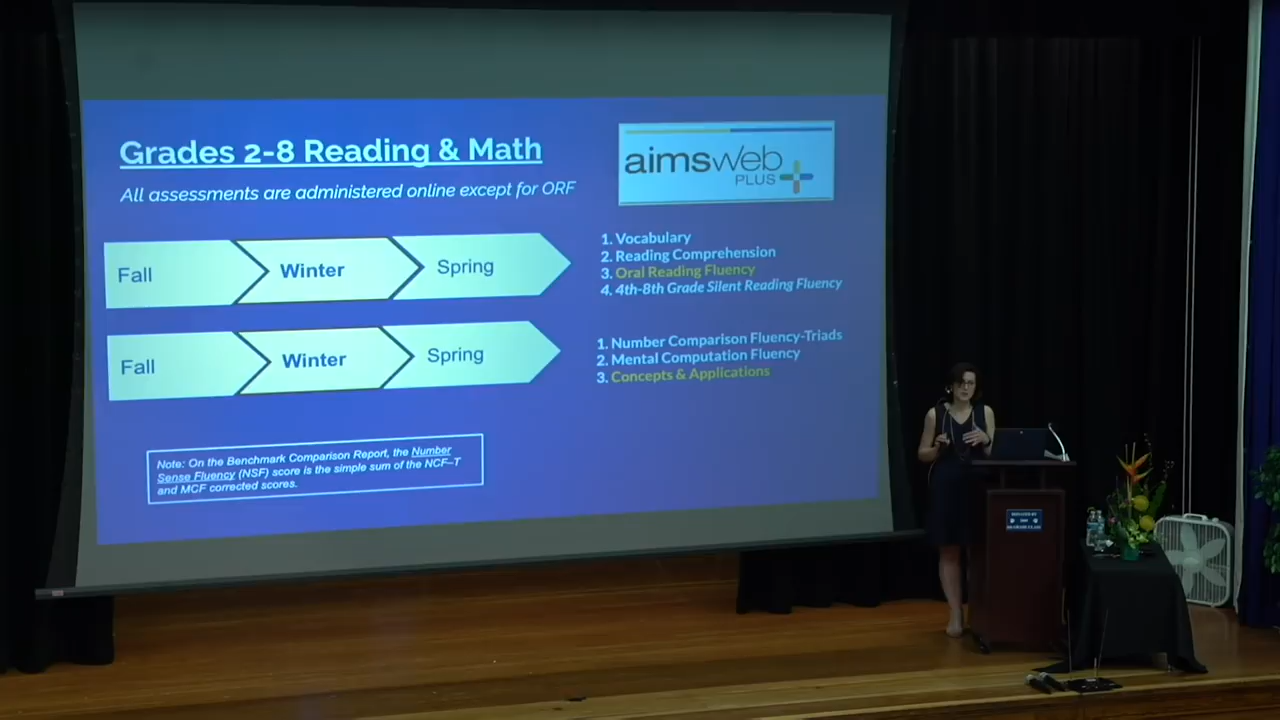 Grades 2-8 Reading & Math
All assessments are administered online except for ORF
aimsweb
PLUS
Fall
Winter
Spring
1. Vocabulary
2. Reading Comprehension
3. Oral Reading Fluency
4. 4th-8th Grade Silent Reading Fluency
Fall
Winter
Spring
1. Number Comparison Fluency-Triads
2. Mental Computation Fluency
3. Concepts & Applications
Note: On the Benchmark Comparison Report, the Number
Sense Fluency (NSF) score is the simple sum of the NCF–T
and MCF corrected scores.